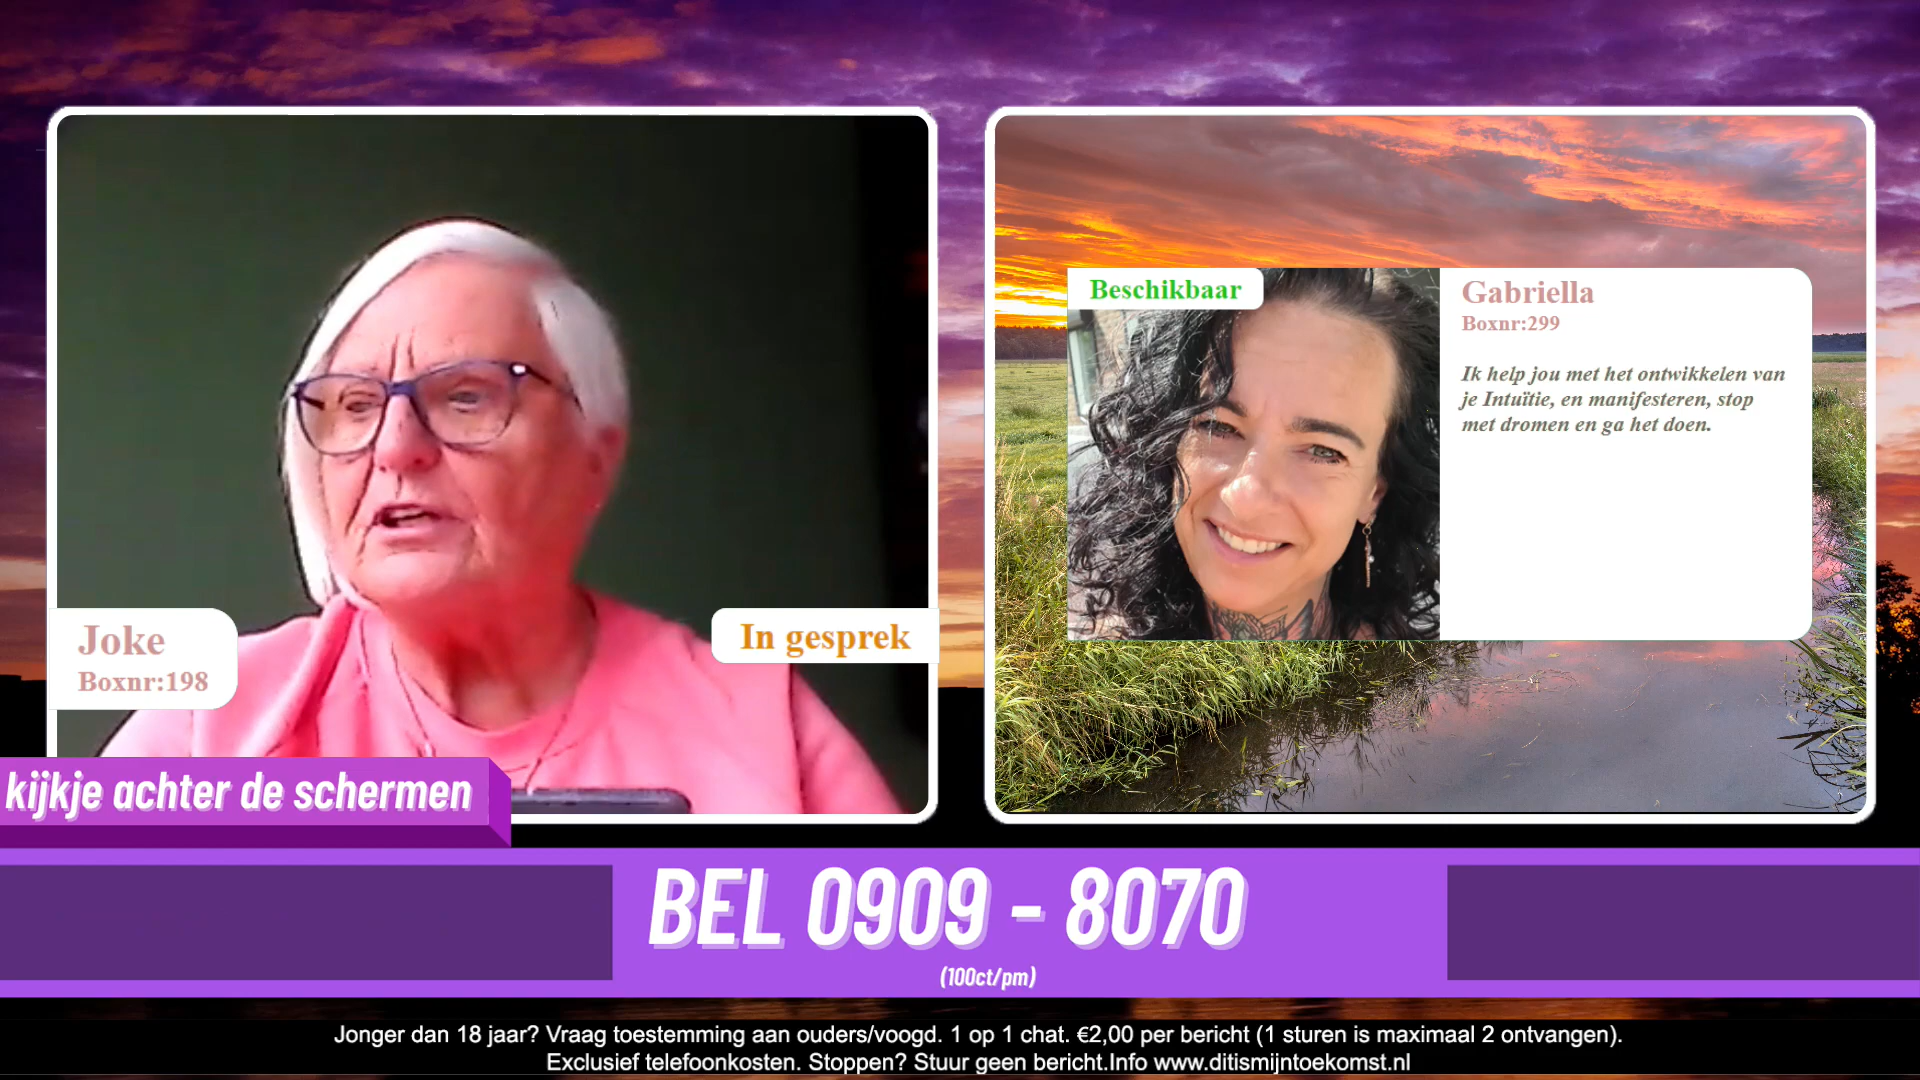 Beschikbaar
Gabriella
Boxnr:299
Ik help jou met het ontwikkelen van
je Intuïtie, en manifesteren, stop
met dromen en ga het doen.
Joke
Boxnr:198
In gesprek
kijkje achter de schermen
BEL 0909 - 8070
(100ct/pm)
Jonger dan 18 jaar? Vraag toestemming aan ouders/voogd. 1 op 1 chat. €2,00 per bericht (1 sturen is maximaal 2 ontvangen).
Exclusief telefoonkosten. Stoppen? Stuur geen bericht.Info www.ditismijntoekomst.nl